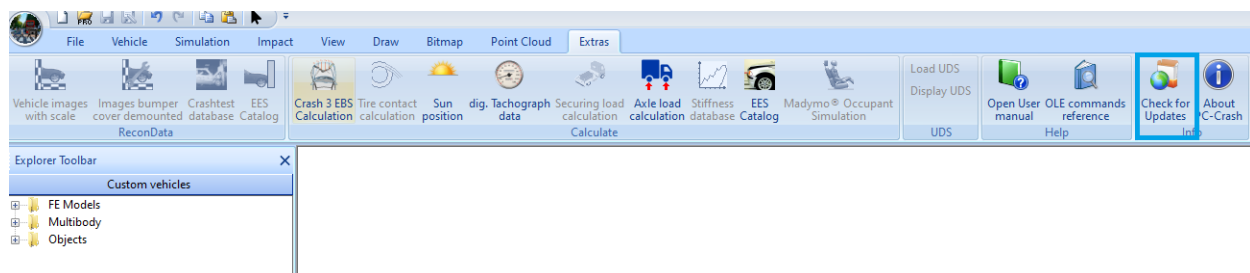 PRO
File Vehicle Simulation Impact View Draw Bitmap Point Cloud Extras
Vehicle images with scale
Images bumper cover demounted
Crashtest database
EES Catalog
ReconData
Crash 3 EBS Calculation
Tire contact calculation
Sun position
dig. Tachograph data
Securing load calculation
Axle load calculation
Stiffness database
EES Catalog
Madymo® Occupant Simulation
Calculate
Load UDS
Display UDS
UDS
Open User manual
OLE commands reference
Help
Check for Updates
About PC-Crash
Info
Explorer Toolbar
Custom vehicles
FE Models
Multibody
Objects